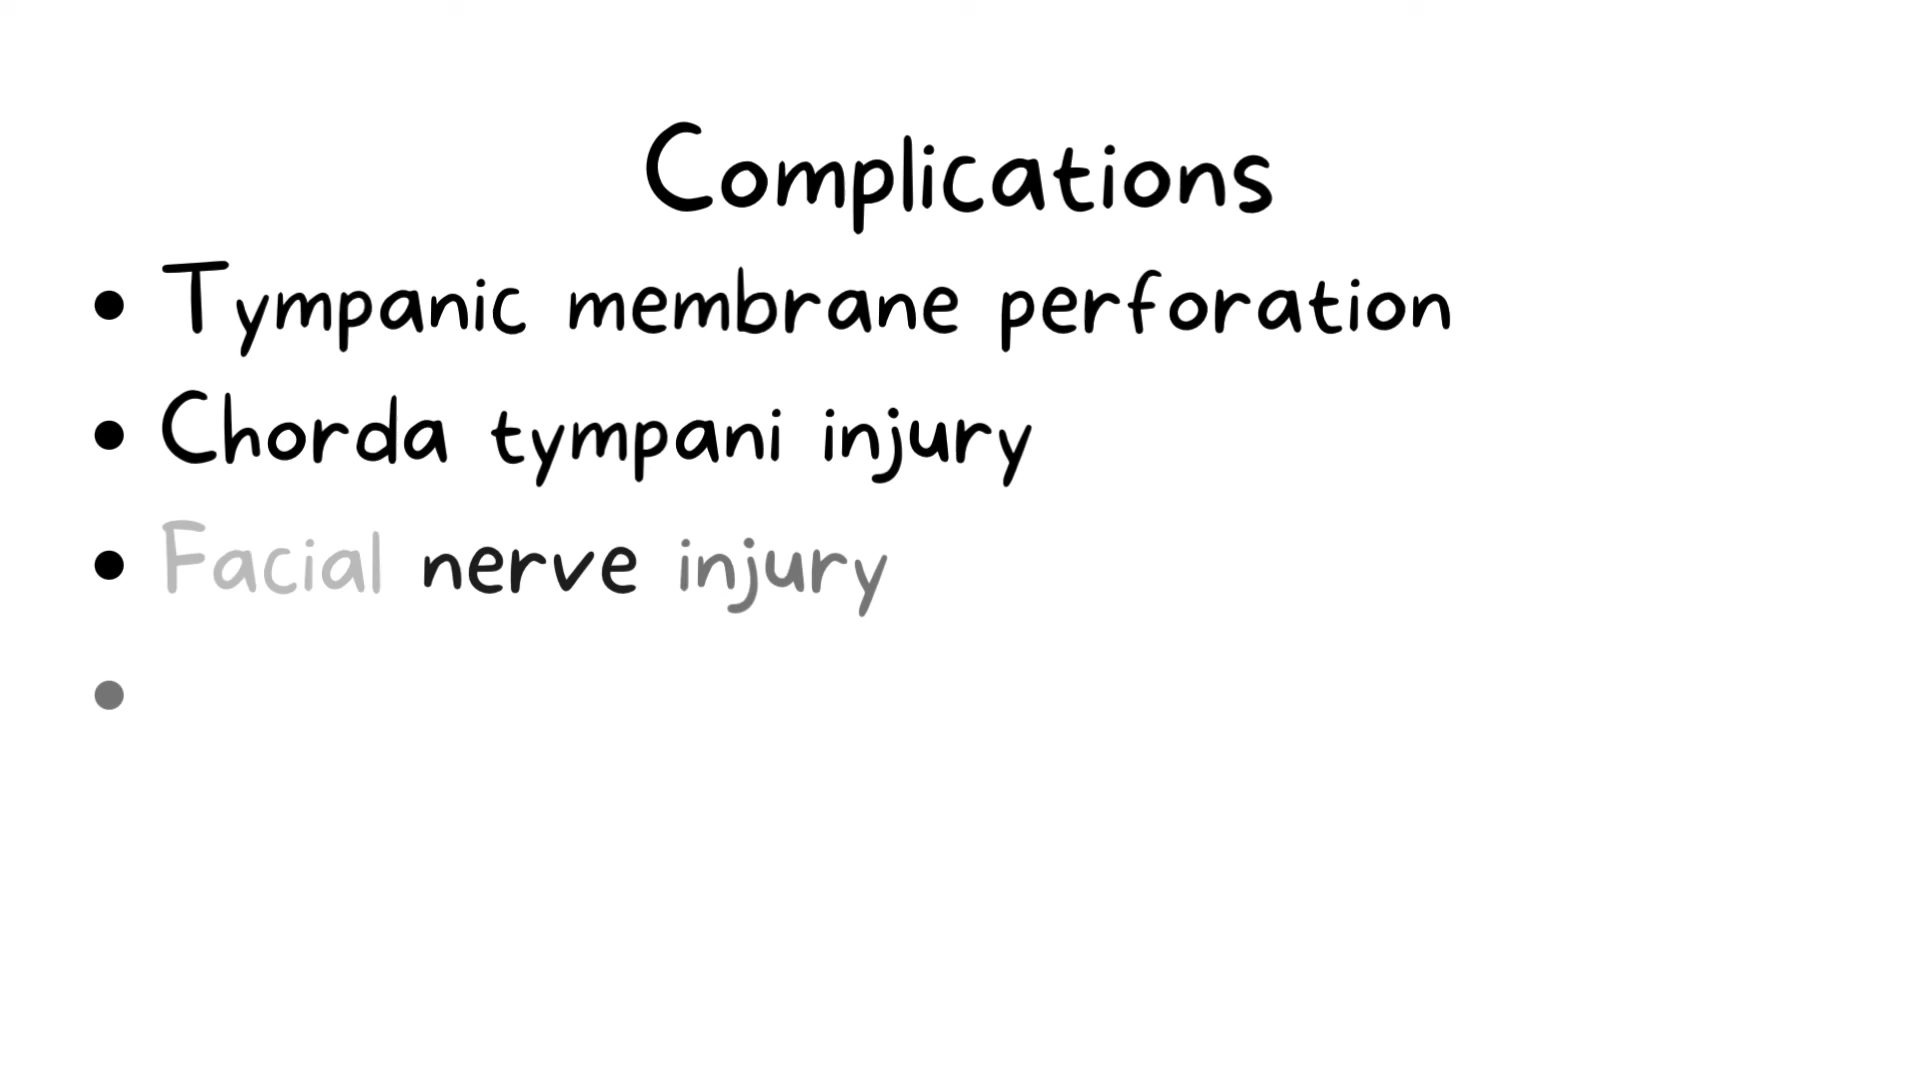 Complications
• Tympanic membrane perforation
• Chorda tympani injury
• Facial nerve injury
•